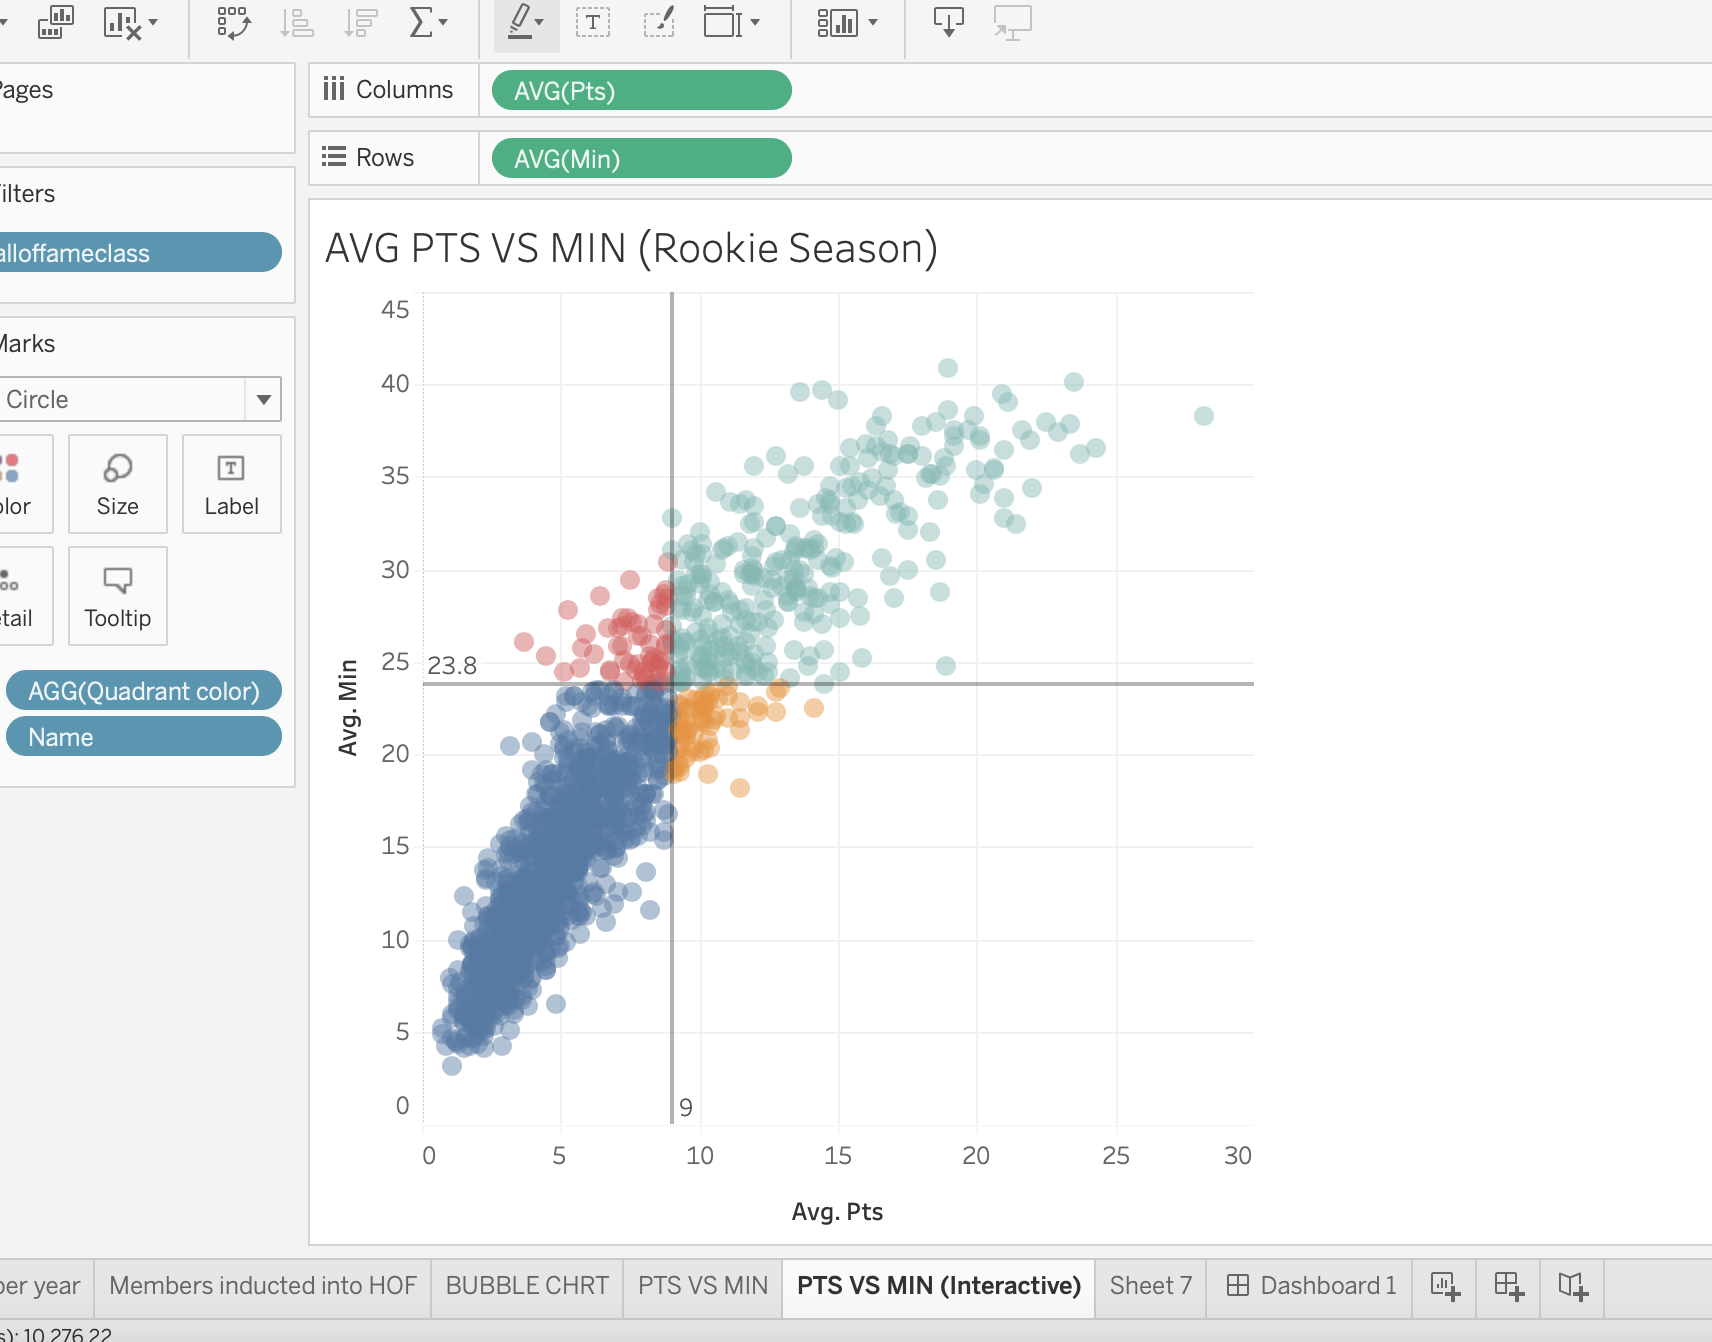 Pages
Columns
AVG(Pts)
Rows
AVG(Min)
Filters
alloffameclass
Marks
Circle
olor
Size
Label
etail
Tooltip
AGG(Quadrant color)
Name
AVG PTS VS MIN (Rookie Season)
45
40
35
30
25
23.8
20
15
10
5
0
Avg. Min
9
0
5
10
15
20
25
30
Avg. Pts
per year
Members inducted into HOF
BUBBLE CHRT
PTS VS MIN
PTS VS MIN (Interactive)
Sheet 7
Dashboard 1
s): 10,276.22